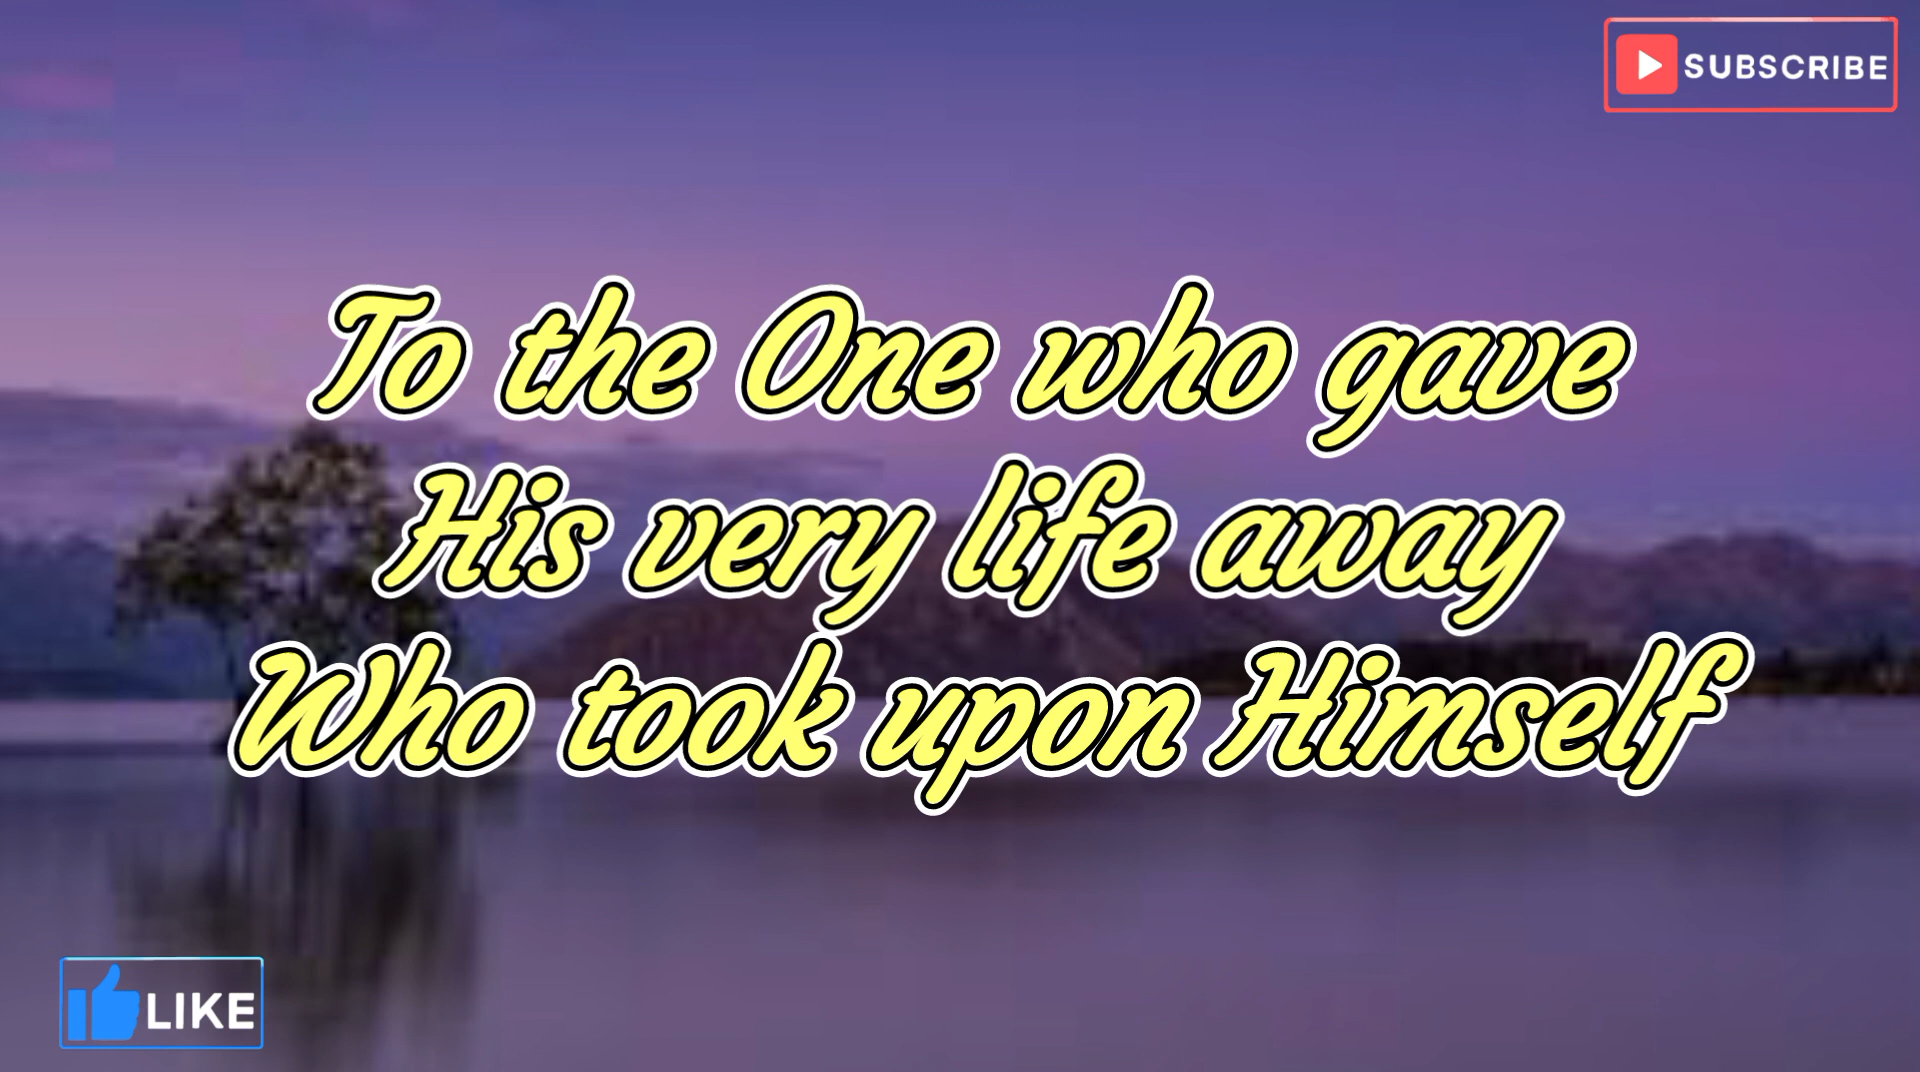 SUBSCRIBE
To the One who gave
His very life away
Who took upon Himself
LIKE